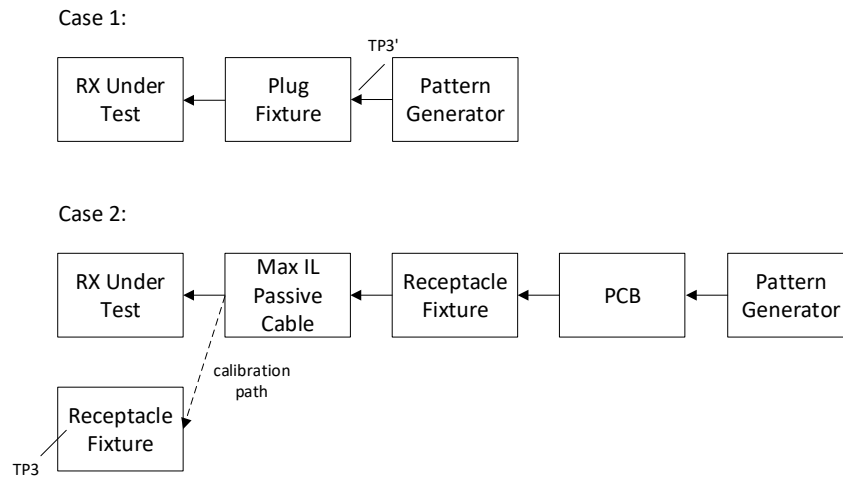 Case 1:
TP3'
RX Under
Test
Plug
Fixture
Pattern
Generator
Case 2:
RX Under
Test
Max IL
Passive
Cable
Receptacle
Fixture
PCB
Pattern
Generator
calibration
path
Receptacle
Fixture
TP3